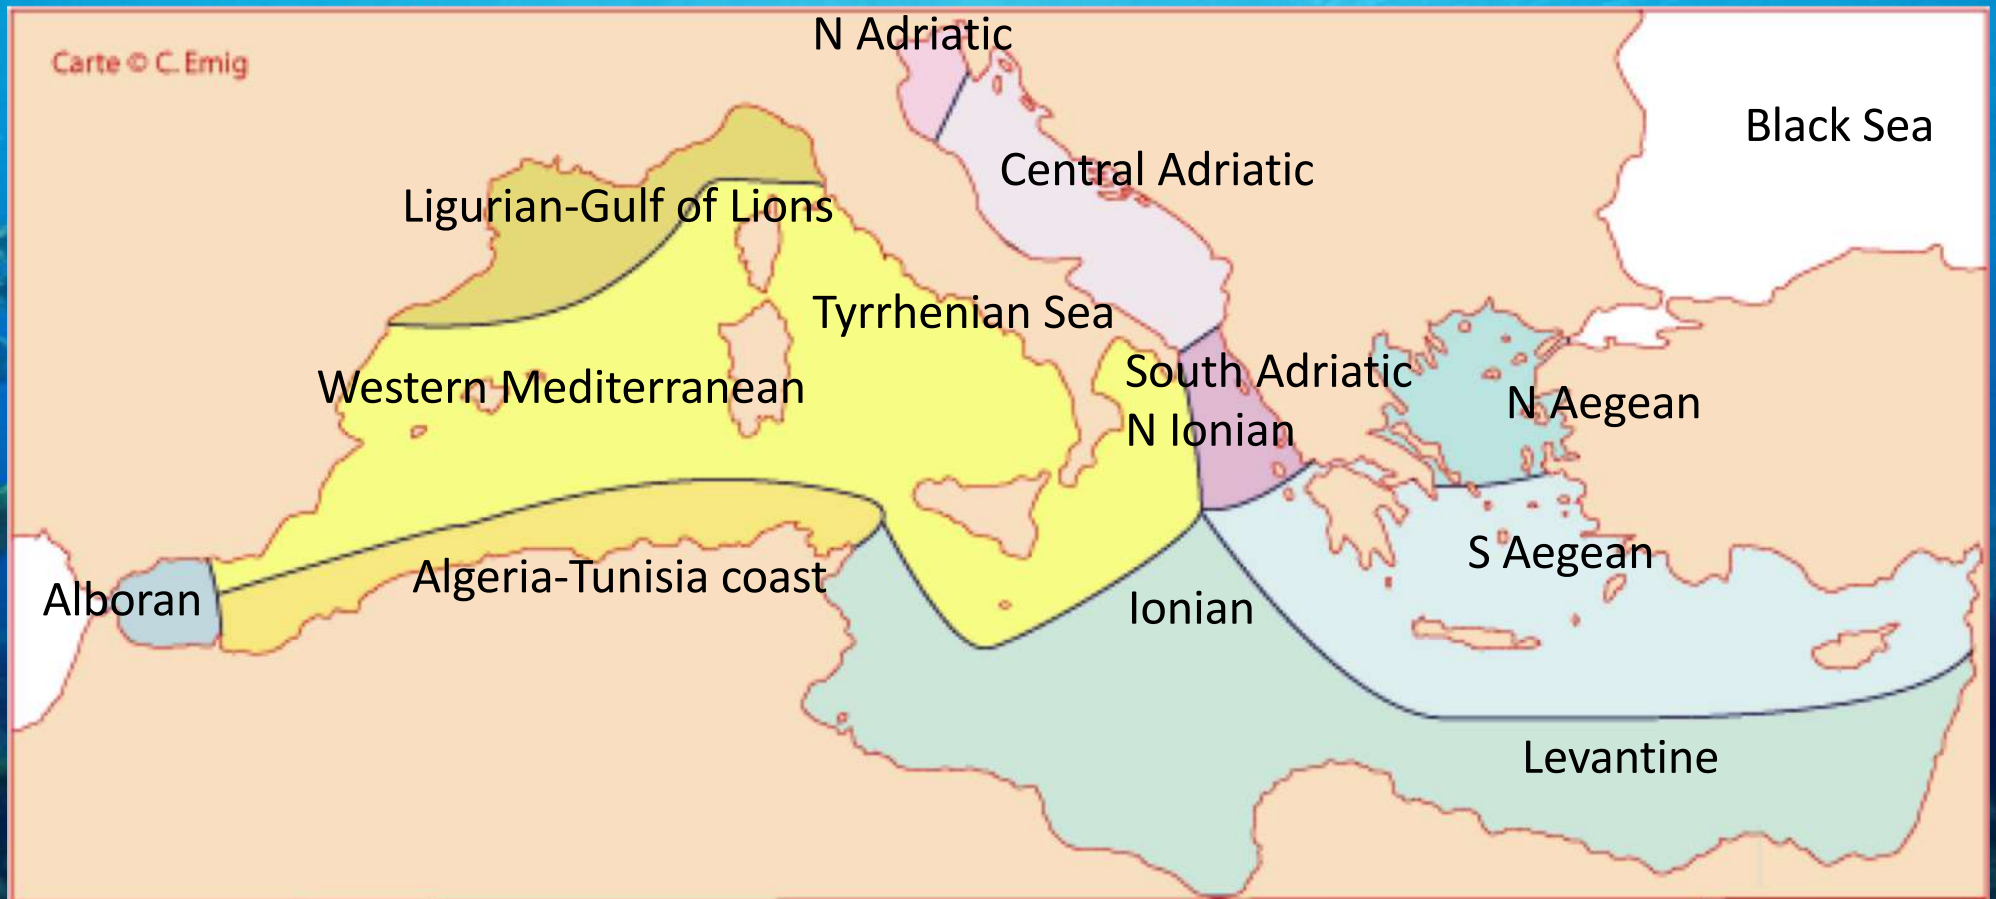 N Adriatic
Carte © C. Emig
Black Sea
Central Adriatic
Ligurian-Gulf of Lions
Tyrrhenian Sea
Western Mediterranean
South Adriatic
N Ionian
N Aegean
S Aegean
Alboran
Algeria-Tunisia coast
Ionian
Levantine